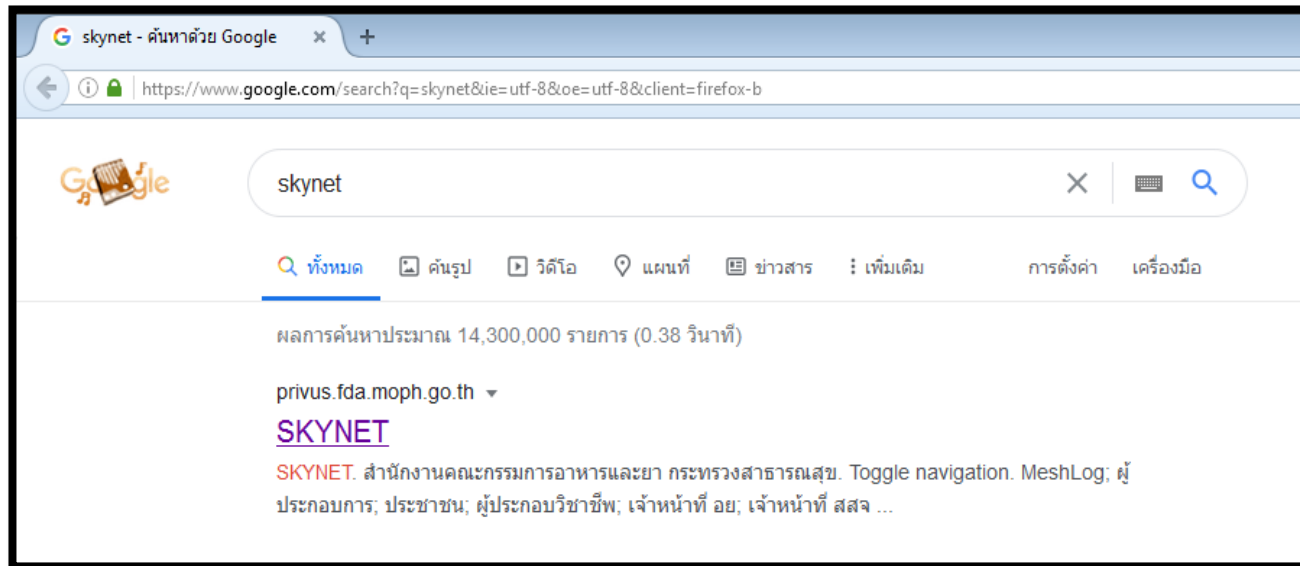 skynet - ค้นหาด้วย Google
https://www.google.com/search?q=skynet&ie=utf-8&oe=utf-8&client=firefox-b
Google
skynet
ทั้งหมด ค้นรูป วิดีโอ แผนที่ ข่าวสาร เพิ่มเติม การตั้งค่า เครื่องมือ
ผลการค้นหาประมาณ 14,300,000 รายการ (0.38 วินาที)
privus.fda.moph.go.th
SKYNET
SKYNET. สำนักงานคณะกรรมการอาหารและยา กระทรวงสาธารณสุข. Toggle navigation. MeshLog; ผู้
ประกอบการ; ประชาชน; ผู้ประกอบวิชาชีพ; เจ้าหน้าที่ อย; เจ้าหน้าที่ สสจ ...